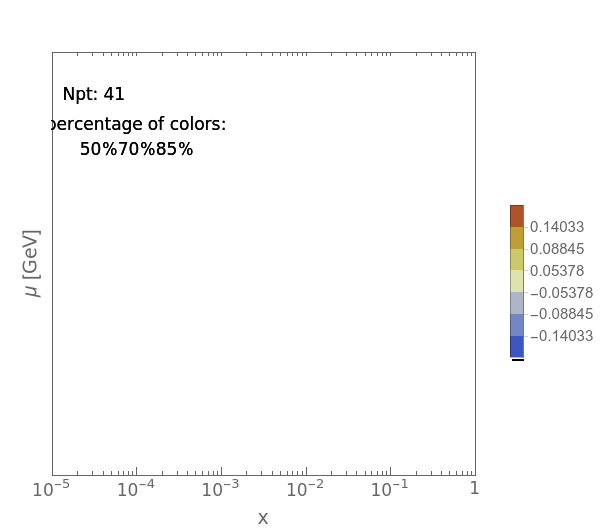 Npt: 41
percentage of colors:
50%70%85%
μ [GeV]
0.14033
0.08845
0.05378
−0.05378
−0.08845
−0.14033
10⁻⁵ 10⁻⁴ 10⁻³ 10⁻² 10⁻¹ 1
x